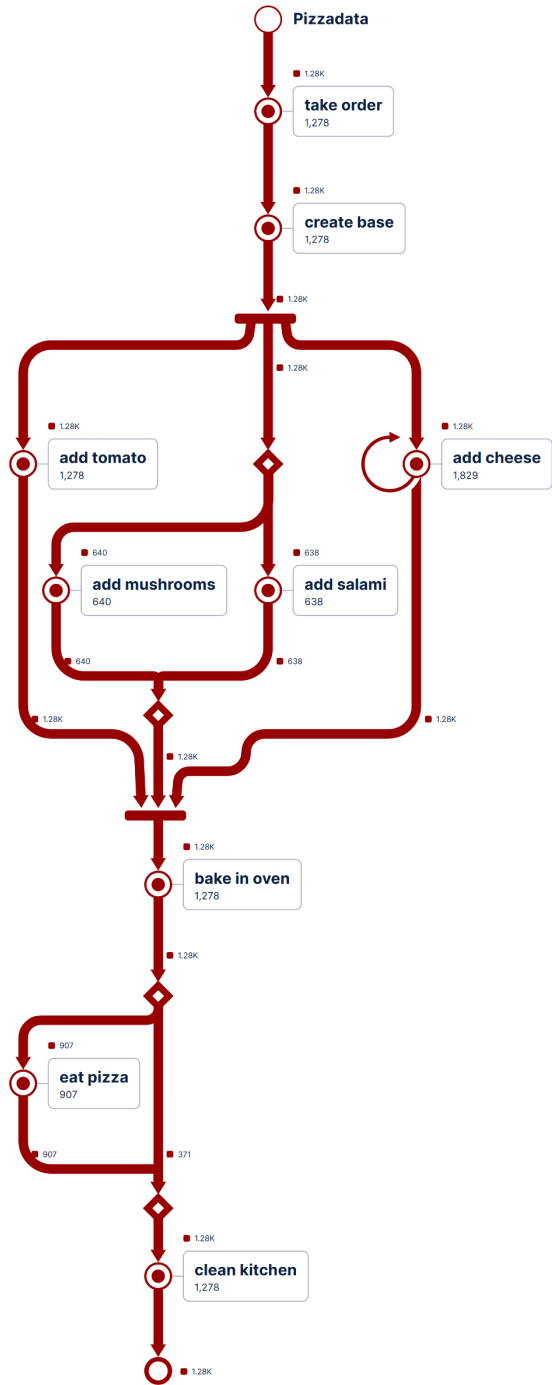 Pizzadata
1.28K
take order
1,278
1.28K
create base
1,278
1.28K
1.28K
1.28K
add tomato
1,278
1.28K
add cheese
1,829
640
add mushrooms
640
638
add salami
638
640
638
1.28K
1.28K
1.28K
1.28K
bake in oven
1,278
1.28K
907
eat pizza
907
907
371
1.28K
clean kitchen
1,278
1.28K